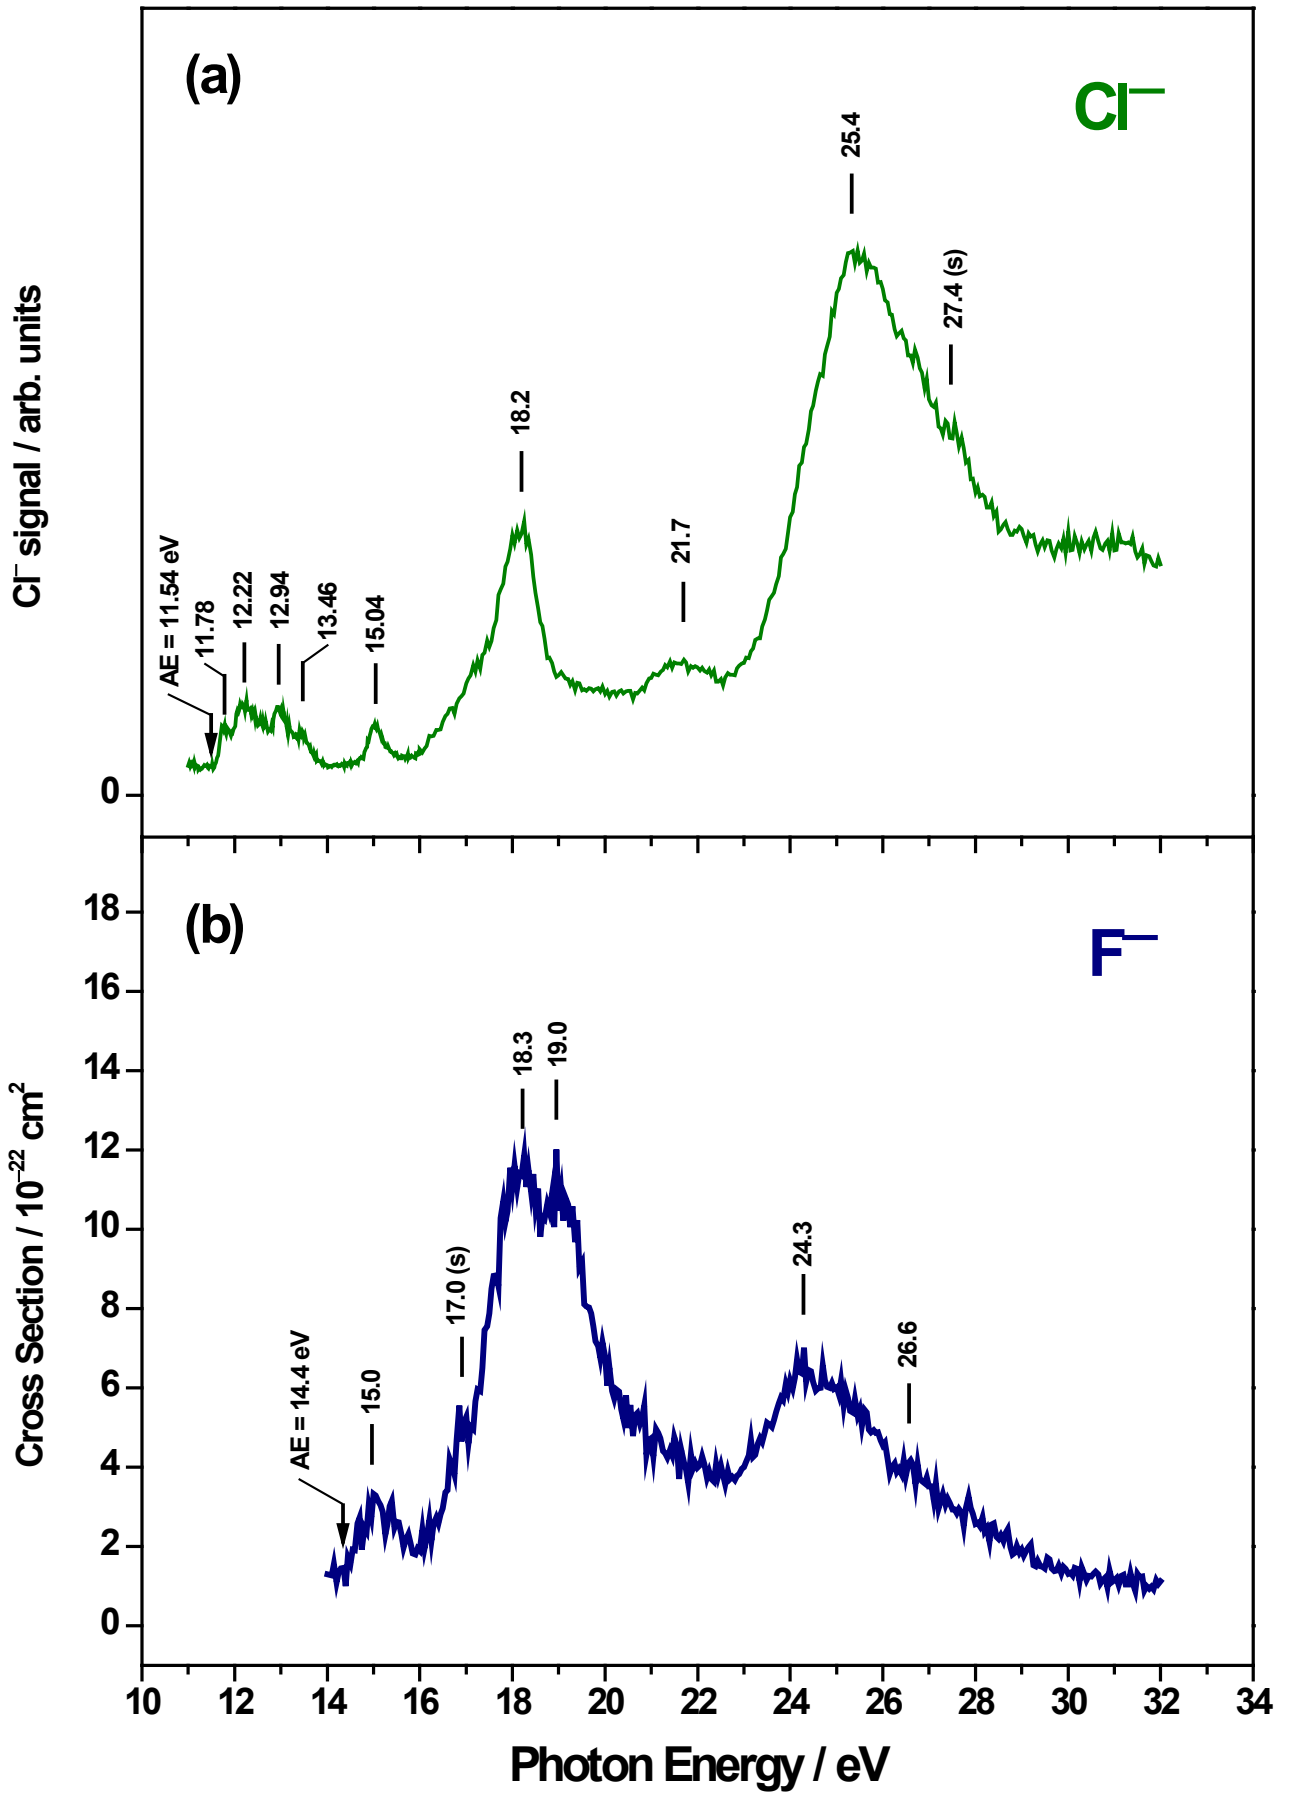 (a)
Cl⁻
25.4
27.4 (s)
18.2
21.7
AE = 11.54 eV
11.78
12.22
12.94
13.46
15.04
Cl⁻ signal / arb. units
0
(b)
F⁻
18.3
19.0
17.0 (s)
24.3
26.6
AE = 14.4 eV
15.0
Cross Section / 10⁻²² cm²
18
16
14
12
10
8
6
4
2
0
10 12 14 16 18 20 22 24 26 28 30 32 34
Photon Energy / eV